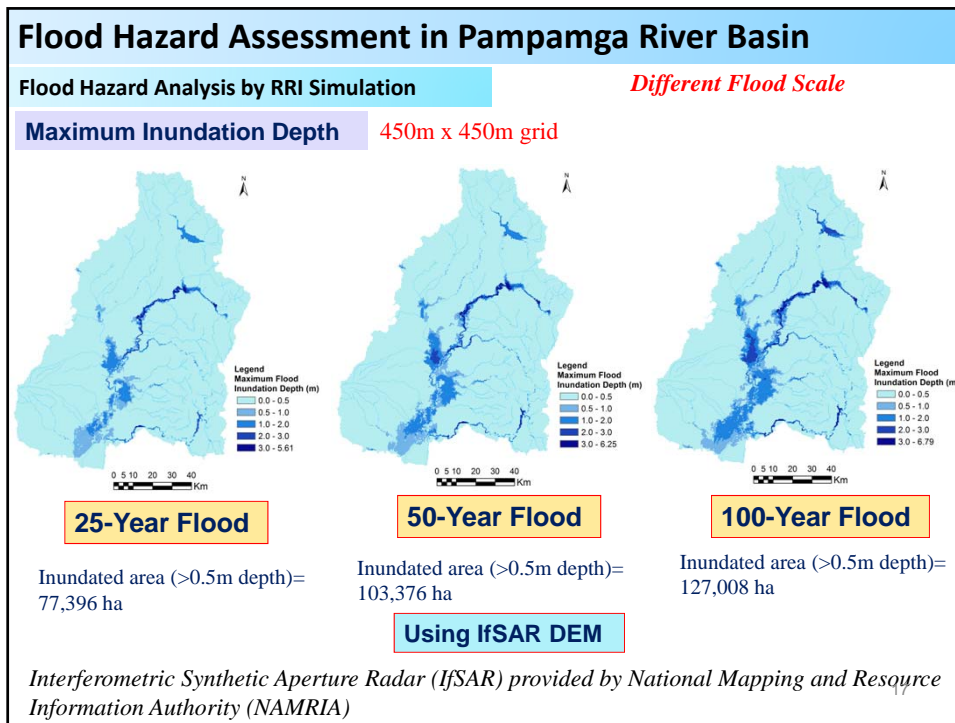 Flood Hazard Assessment in Pampamga River Basin
Flood Hazard Analysis by RRI Simulation
Different Flood Scale
Maximum Inundation Depth
450m x 450m grid
N
Legend
Maximum Flood
Inundation Depth (m)
0.0 - 0.5
0.5 - 1.0
1.0 - 2.0
2.0 - 3.0
3.0 - 5.61
0 5 10 20 30 40
Km
N
Legend
Maximum Flood
Inundation Depth (m)
0.0 - 0.5
0.5 - 1.0
1.0 - 2.0
2.0 - 3.0
3.0 - 6.25
0 5 10 20 30 40
Km
N
Legend
Maximum Flood
Inundation Depth (m)
0.0 - 0.5
0.5 - 1.0
1.0 - 2.0
2.0 - 3.0
3.0 - 6.79
0 5 10 20 30 40
Km
25-Year Flood
50-Year Flood
100-Year Flood
Inundated area (>0.5m depth)=
77,396 ha
Inundated area (>0.5m depth)=
103,376 ha
Inundated area (>0.5m depth)=
127,008 ha
Using IfSAR DEM
Interferometric Synthetic Aperture Radar (IfSAR) provided by National Mapping and Resource
Information Authority (NAMRIA)
17